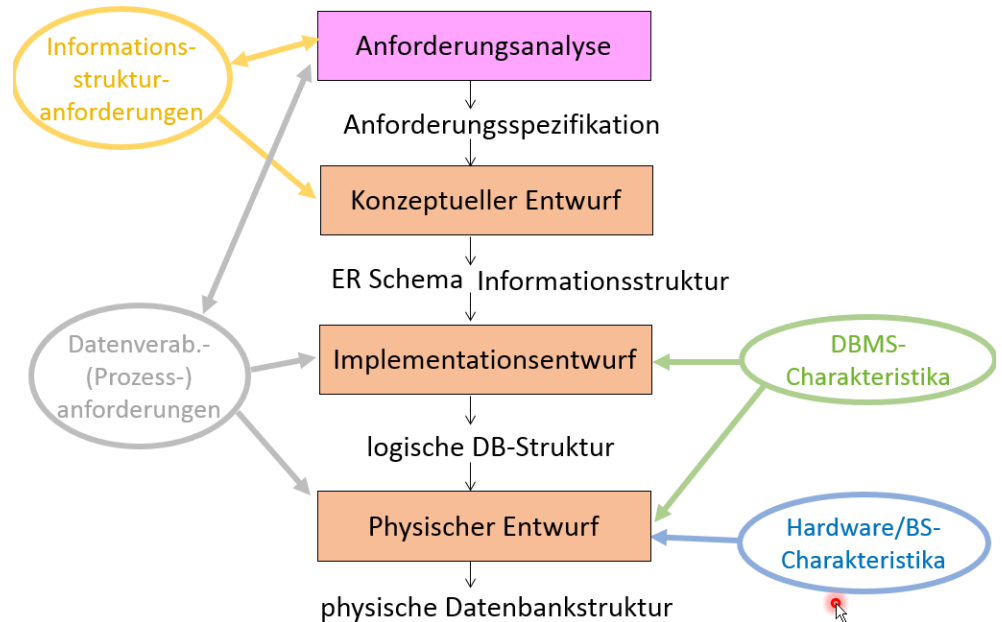 Informations-
struktur-
anforderungen
Anforderungsanalyse
Anforderungsspezifikation
Konzeptueller Entwurf
ER Schema Informationsstruktur
Datenverab.-
(Prozess-)
anforderungen
Implementationsentwurf
DBMS-
Charakteristika
logische DB-Struktur
Physischer Entwurf
Hardware/BS-
Charakteristika
physische Datenbankstruktur